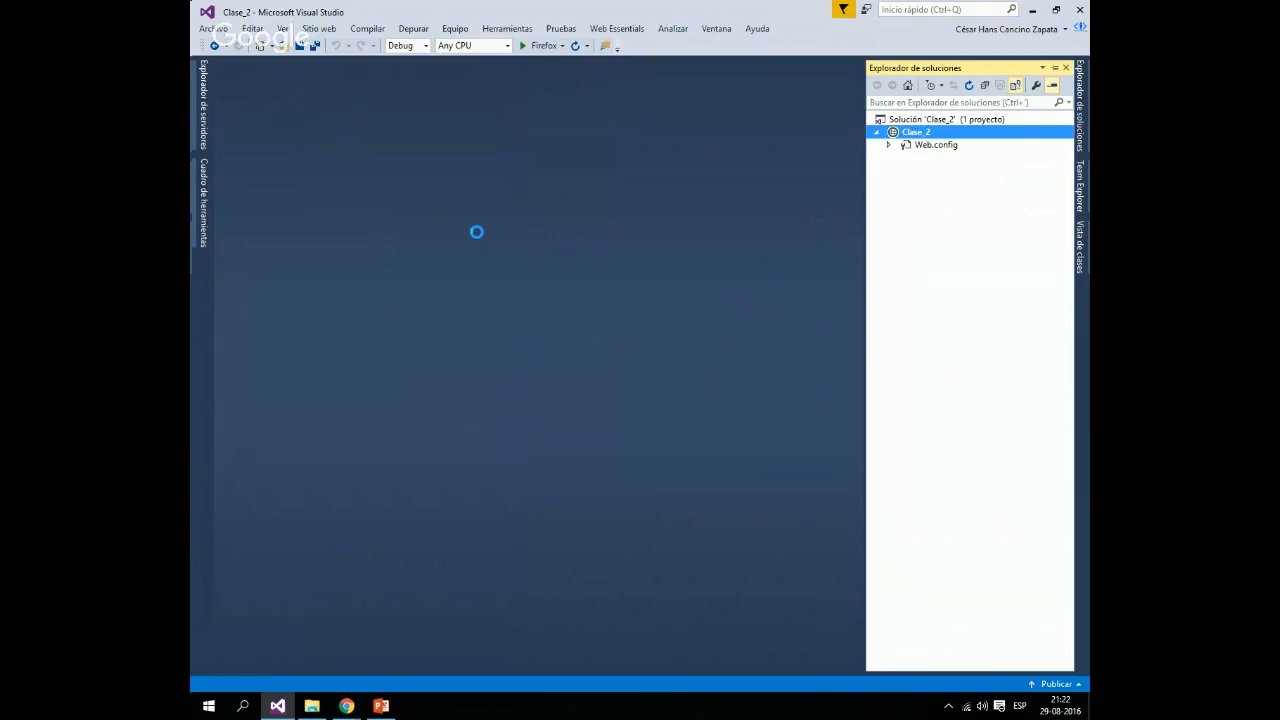 Clase_2 - Microsoft Visual Studio
Inicio rápido (Ctrl+Q)
Archivo Editar Ver Sitio web Compilar Depurar Equipo Herramientas Pruebas Web Essentials Analizar Ventana Ayuda
César Hans Cancino Zapata
Google
Debug Any CPU Firefox
Explorador de servidores
Cuadro de herramientas
Explorador de soluciones
Buscar en Explorador de soluciones (Ctrl+¨)
Solución 'Clase_2' (1 proyecto)
Clase_2
Web.config
Explorador de soluciones
Team Explorer
Vista de clases
Publicar
ESP
21:22
29-08-2016